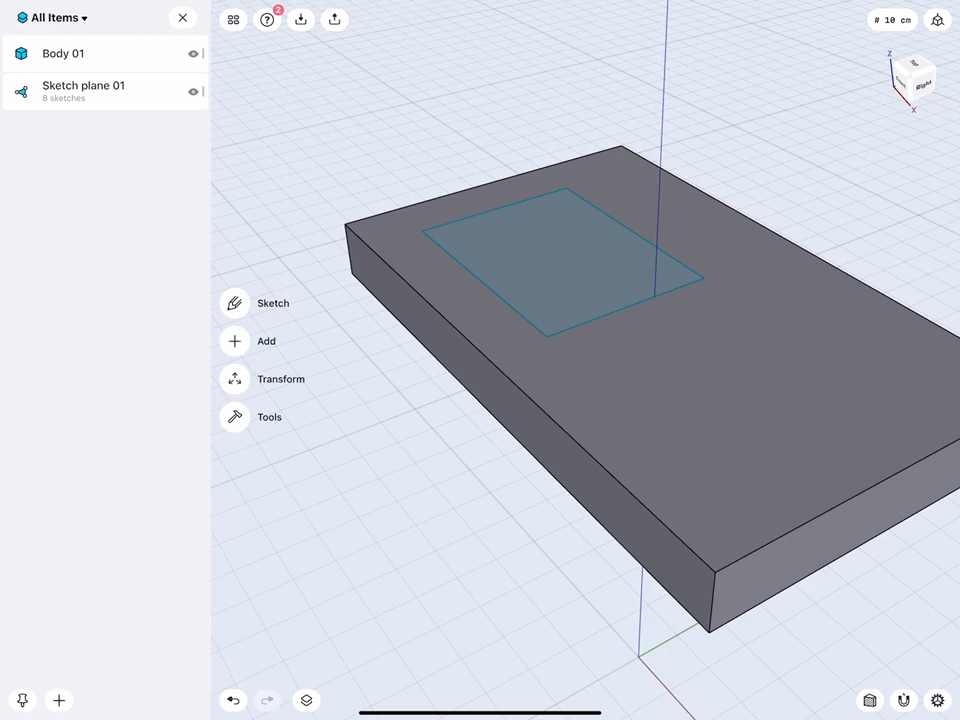 All Items
2
# 10 cm
Body 01
Sketch plane 01
8 sketches
Z
Top
Right
X
Sketch
Add
Transform
Tools